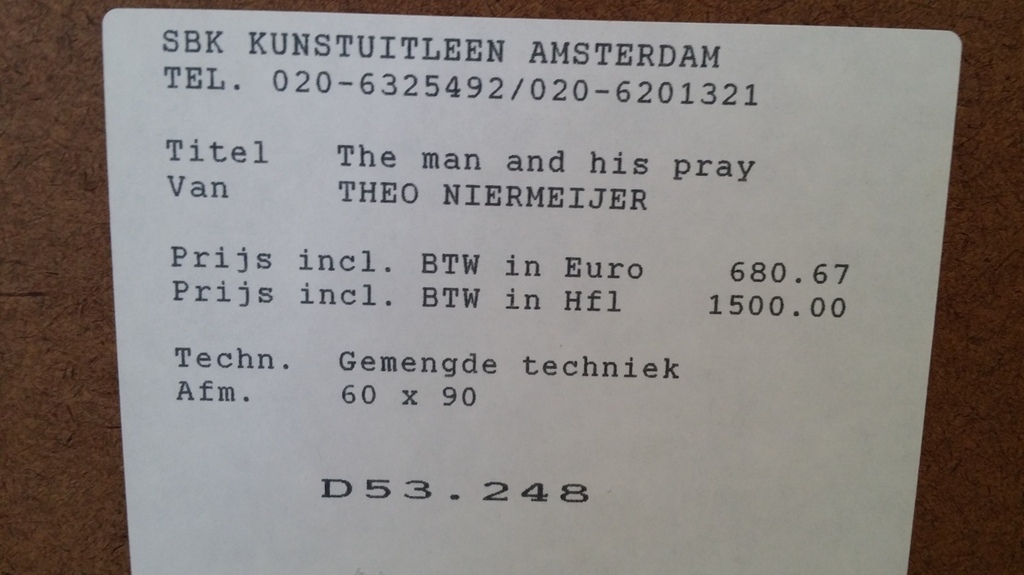 SBK KUNSTUITLEEN AMSTERDAM
TEL. 020-6325492/020-6201321
Titel The man and his pray
Van THEO NIERMEIJER
Prijs incl. BTW in Euro 680.67
Prijs incl. BTW in Hfl 1500.00
Techn. Gemengde techniek
Afm. 60 x 90
D53.248